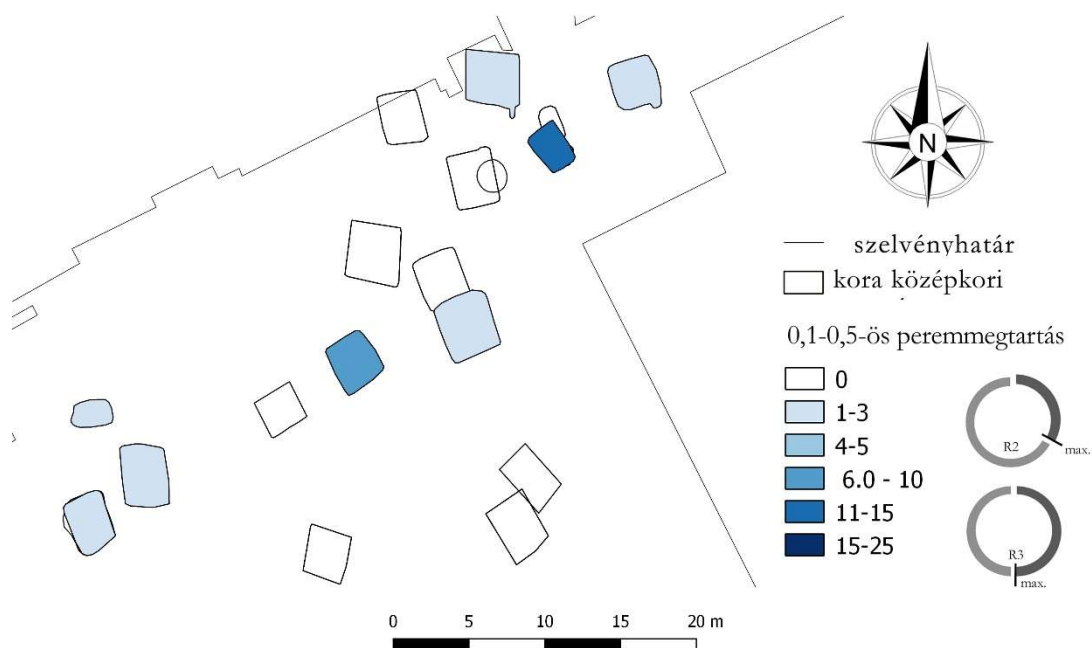 N
szelvényhatár
kora középkori
0,1-0,5-ös peremmegtartás
0
1-3
4-5
6.0 - 10
11-15
15-25
R2
max.
R3
max.
0 5 10 15 20 m